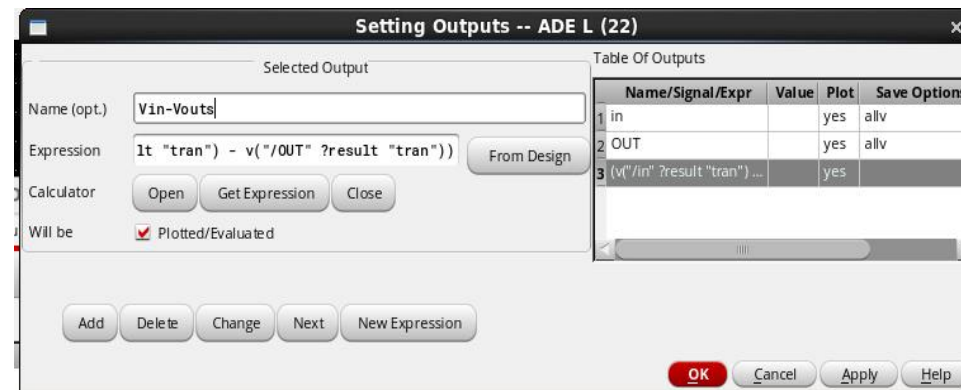 Setting Outputs -- ADE L (22)
Selected Output
Name (opt.) Vin-Vouts
Expression lt "tran") - v("/OUT" ?result "tran")) From Design
Calculator Open Get Expression Close
Will be Plotted/Evaluated
Table Of Outputs
Name/Signal/Expr Value Plot Save Option
1 in yes allv
2 OUT yes allv
3 (v("/in" ?result "tran") ... yes
Add Delete Change Next New Expression
OK Cancel Apply Help